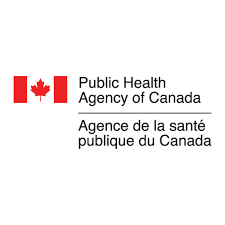 Public Health
Agency of Canada
Agence de la santé
publique du Canada